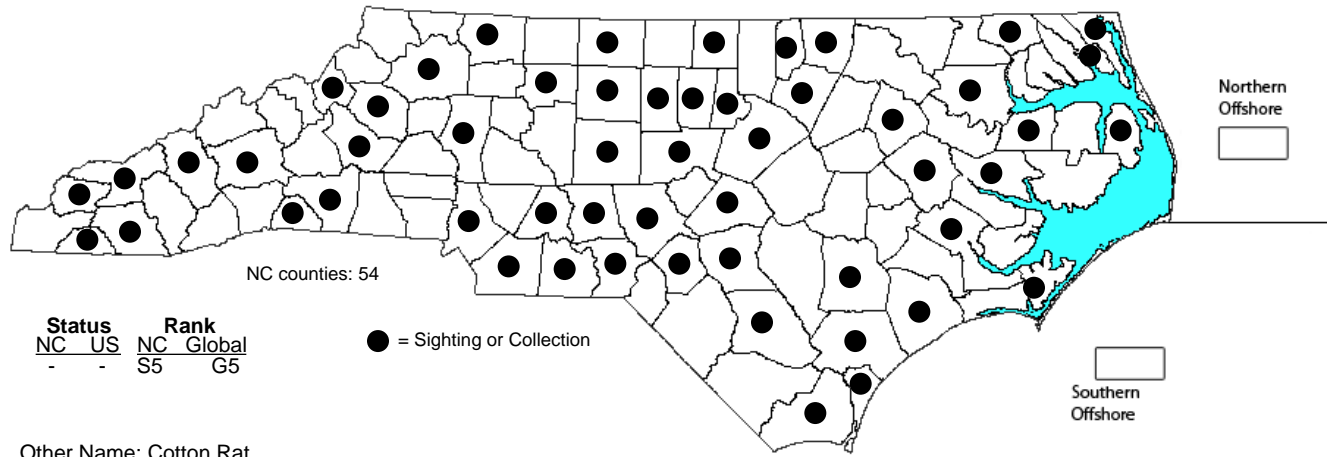 Northern
Offshore
NC counties: 54
Status Rank
NC US NC Global
- - S5 G5
= Sighting or Collection
Southern
Offshore
Other Name: Cotton Rat